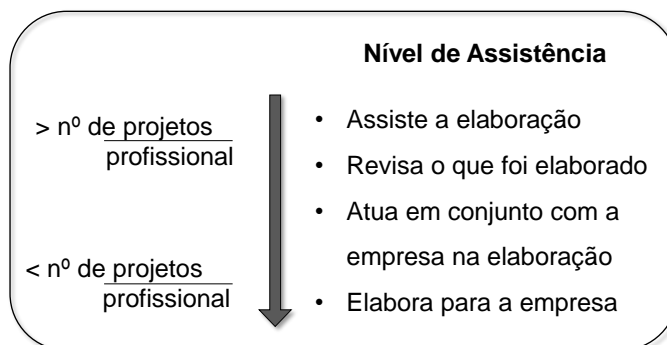 Nível de Assistência
> nº de projetos
profissional
• Assiste a elaboração
• Revisa o que foi elaborado
• Atua em conjunto com a
empresa na elaboração
< nº de projetos
profissional
• Elabora para a empresa